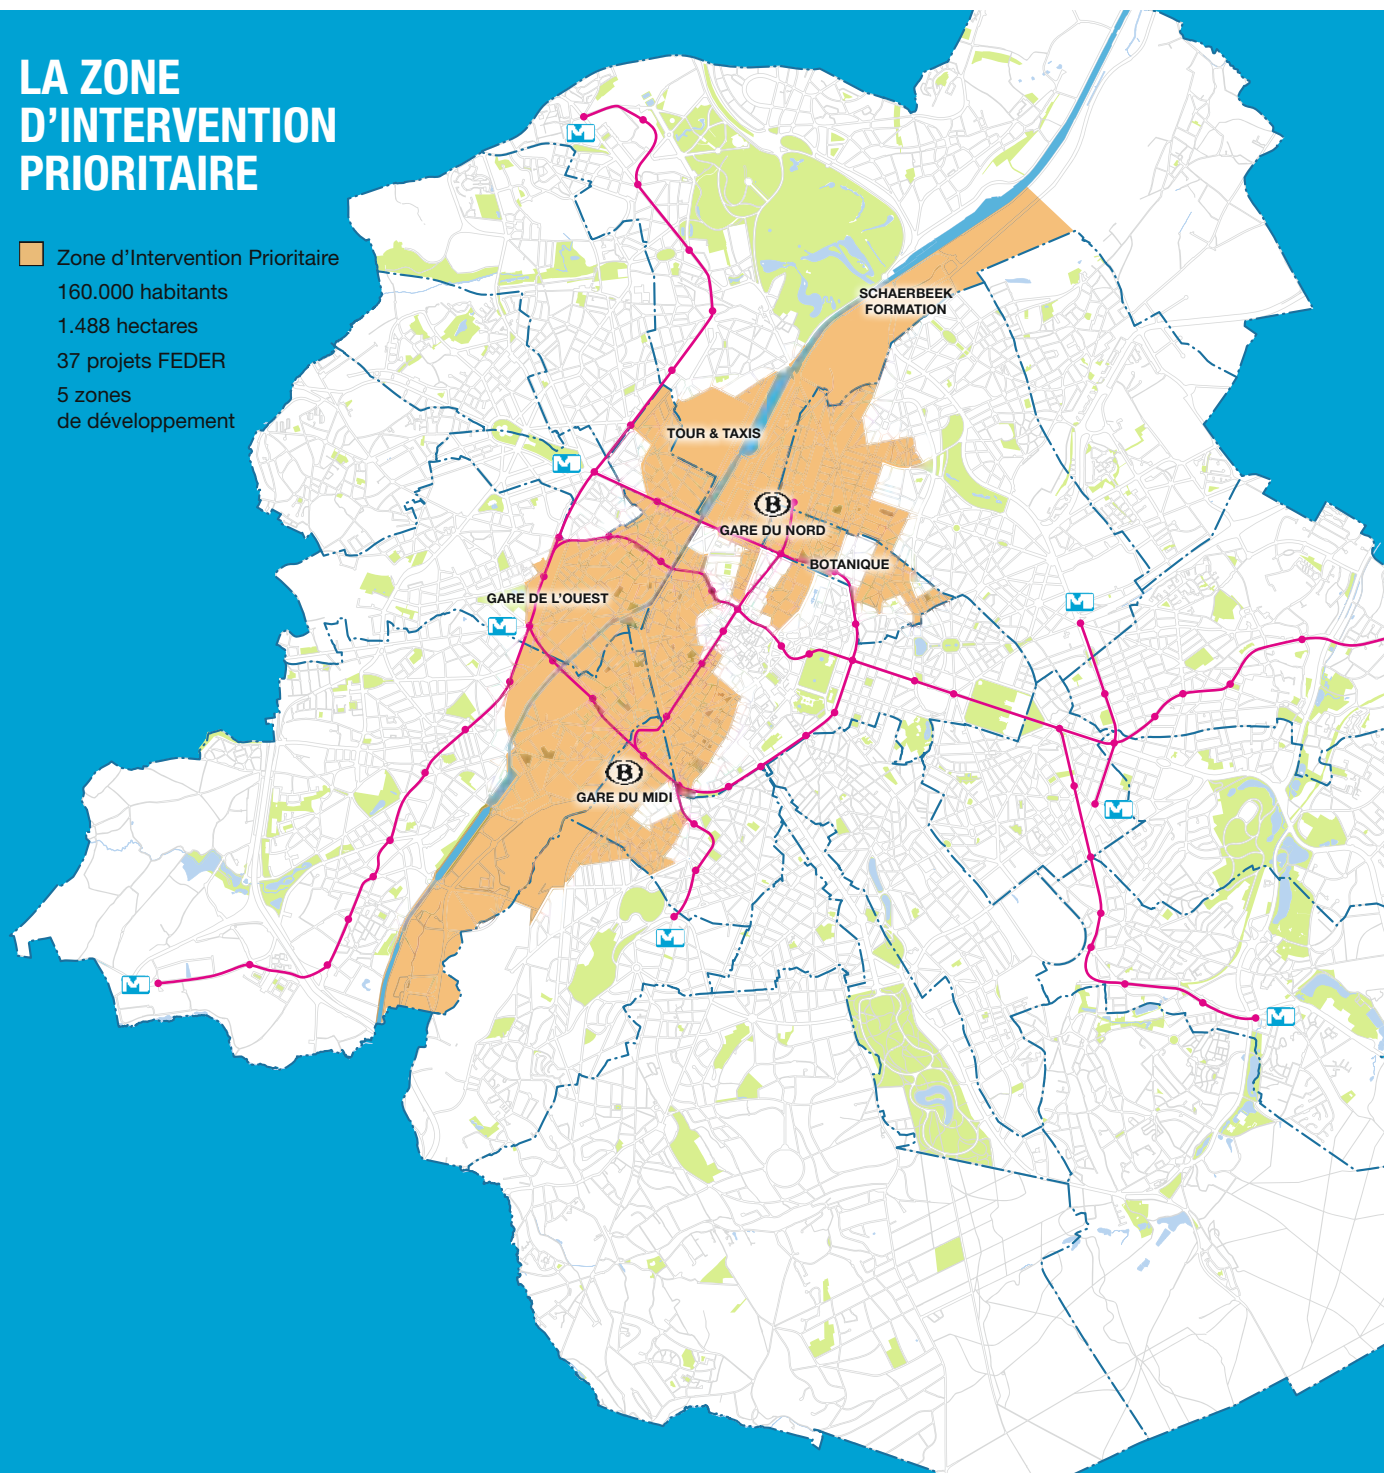 LA ZONE
D’INTERVENTION
PRIORITAIRE
Zone d’Intervention Prioritaire
160.000 habitants
1.488 hectares
37 projets FEDER
5 zones
de développement
M
SCHAERBEEK
FORMATION
TOUR & TAXIS
M
B
GARE DU NORD
BOTANIQUE
GARE DE L’OUEST
M
M
B
GARE DU MIDI
M
M
M
M